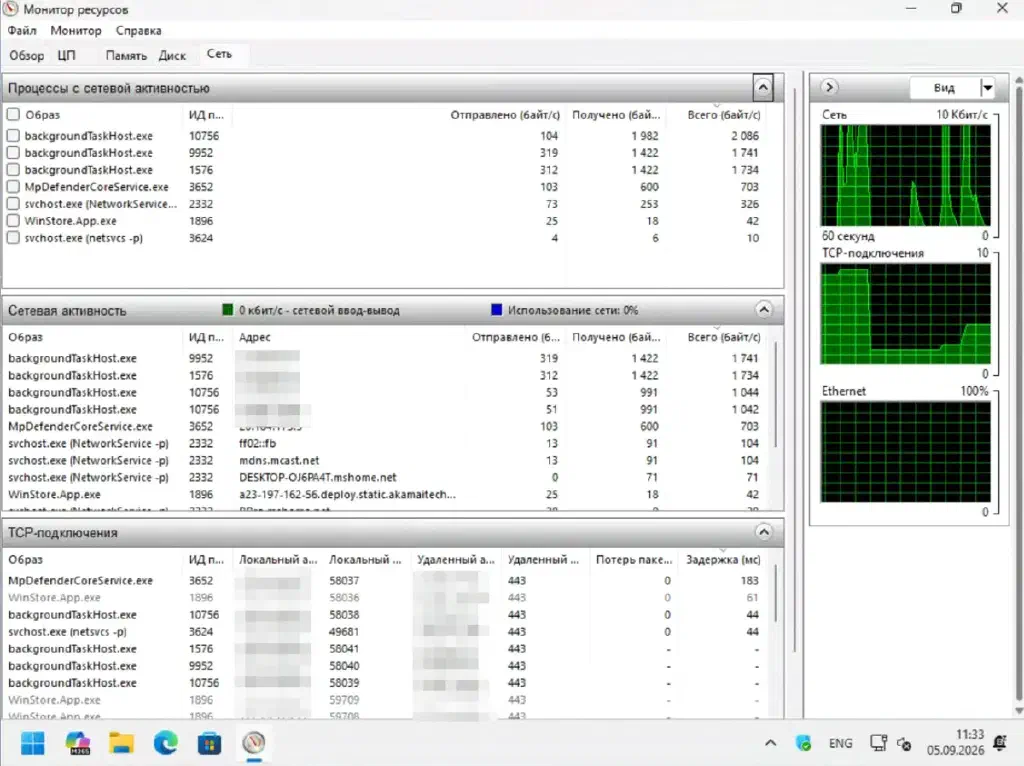 Монитор ресурсов
Файл Монитор Справка
Обзор ЦП Память Диск Сеть
Процессы с сетевой активностью
Образ ИД п... Отправлено (байт/с) Получено (бай... Всего (байт/с)
backgroundTaskHost.exe 10756 104 1 982 2 086
backgroundTaskHost.exe 9952 319 1 422 1 741
backgroundTaskHost.exe 1576 312 1 422 1 734
MpDefenderCoreService.exe 3652 103 600 703
svchost.exe (NetworkService... 2332 73 253 326
WinStore.App.exe 1896 25 18 42
svchost.exe (netsvcs -p) 3624 4 6 10
Сетевая активность 0 кбит/с - сетевой ввод-вывод Использование сети: 0%
Образ ИД п... Адрес Отправлено (б... Получено (бай... Всего (байт/с)
backgroundTaskHost.exe 9952 319 1 422 1 741
backgroundTaskHost.exe 1576 312 1 422 1 734
backgroundTaskHost.exe 10756 53 991 1 044
backgroundTaskHost.exe 10756 51 991 1 042
MpDefenderCoreService.exe 3652 103 600 703
svchost.exe (NetworkService -p) 2332 ff02::fb 13 91 104
svchost.exe (NetworkService -p) 2332 mdns.mcast.net 13 91 104
svchost.exe (NetworkService -p) 2332 DESKTOP-OJ6PA4T.mshome.net 0 71 71
WinStore.App.exe 1896 a23-197-162-56.deploy.static.akamaitech... 25 18 42
TCP-подключения
Образ ИД п... Локальный а... Локальный ... Удаленный а... Удаленный ... Потерь паке... Задержка (мс)
MpDefenderCoreService.exe 3652 58037 443 0 183
WinStore.App.exe 1896 58036 443 0 61
backgroundTaskHost.exe 10756 58038 443 0 44
svchost.exe (netsvcs -p) 3624 49681 443 0 44
backgroundTaskHost.exe 1576 58041 443 - -
backgroundTaskHost.exe 9952 58040 443 - -
backgroundTaskHost.exe 10756 58039 443 - -
WinStore.App.exe 1896 59709 443 - -
WinStore.App.exe 1896 59708 443 - -
Вид
Сеть 10 Кбит/с
60 секунд 0
TCP-подключения 10
0
Ethernet 100%
0
M365
ENG
11:33
05.09.2026